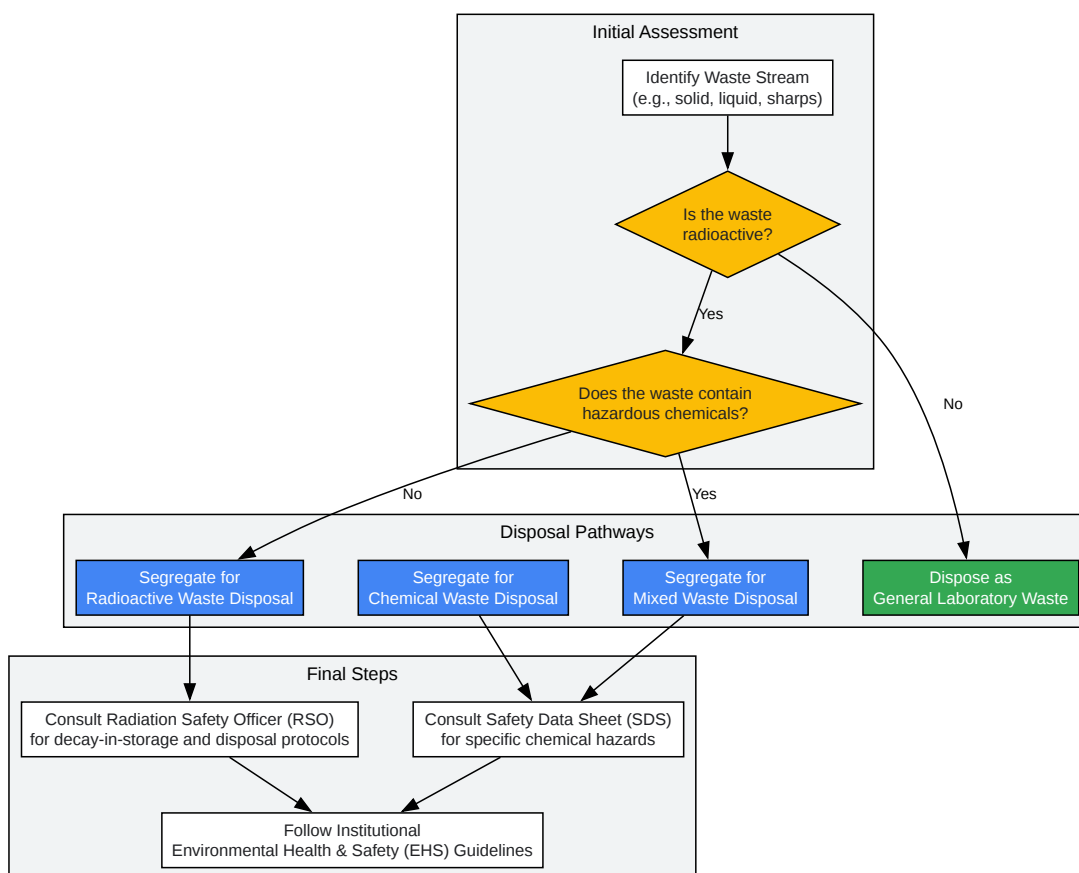 Initial Assessment
Identify Waste Stream
(e.g., solid, liquid, sharps)
Is the waste
radioactive?
Yes
Does the waste contain
hazardous chemicals?
No
No
Yes
Disposal Pathways
Segregate for
Radioactive Waste Disposal
Segregate for
Chemical Waste Disposal
Segregate for
Mixed Waste Disposal
Dispose as
General Laboratory Waste
Final Steps
Consult Radiation Safety Officer (RSO)
for decay-in-storage and disposal protocols
Consult Safety Data Sheet (SDS)
for specific chemical hazards
Follow Institutional
Environmental Health & Safety (EHS) Guidelines